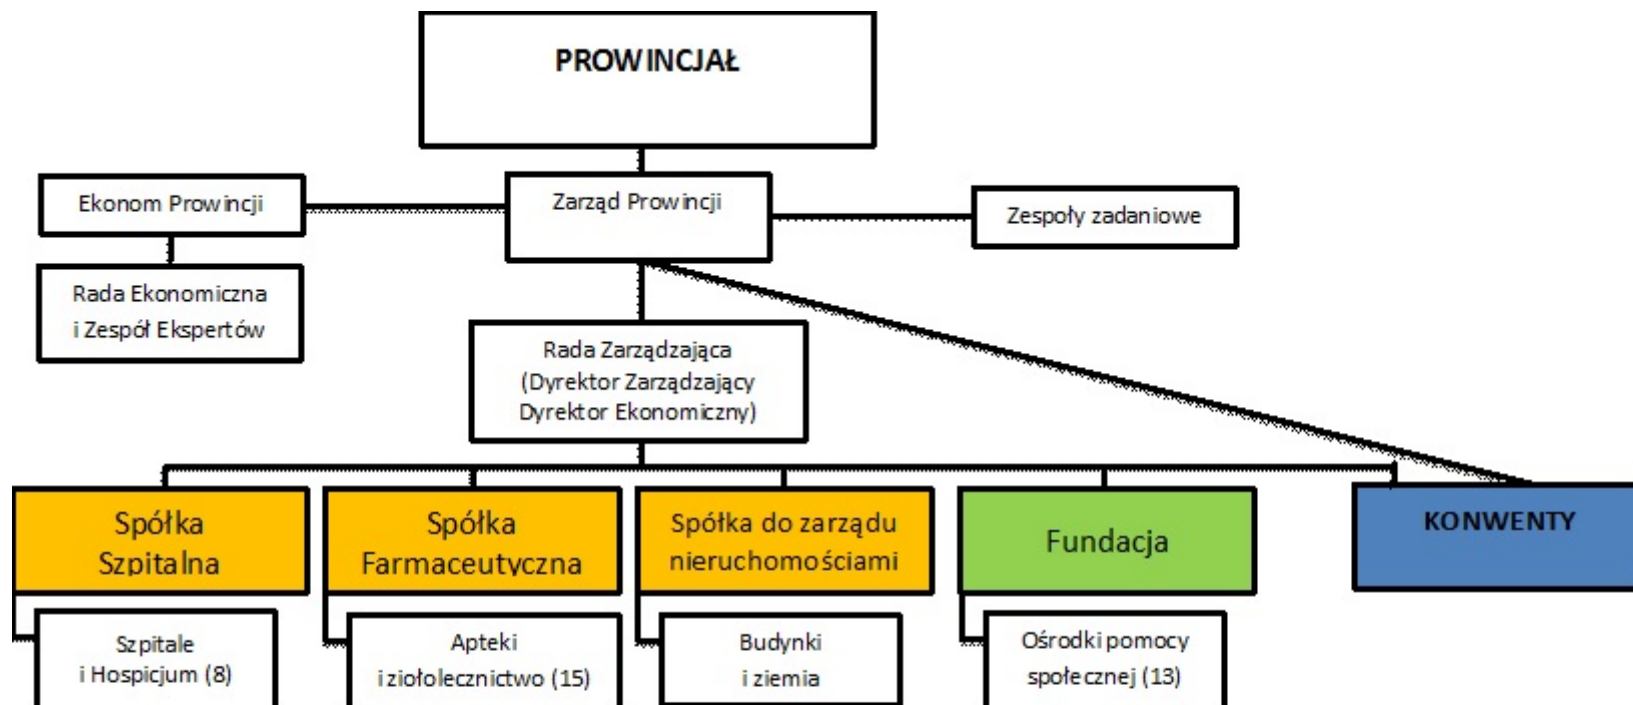 PROWINCJAŁ
Ekonom Prowincji
Zarząd Prowincji
Zespoły zadaniowe
Rada Ekonomiczna
i Zespół Ekspertów
Rada Zarządzająca
(Dyrektor Zarządzający
Dyrektor Ekonomiczny)
Spółka
Szpitalna
Spółka
Farmaceutyczna
Spółka do zarządu
nieruchomościami
Fundacja
KONWENTY
Szpitale
i Hospicjum (8)
Apteki
i ziołolecznictwo (15)
Budynki
i ziemia
Ośrodki pomocy
społecznej (13)